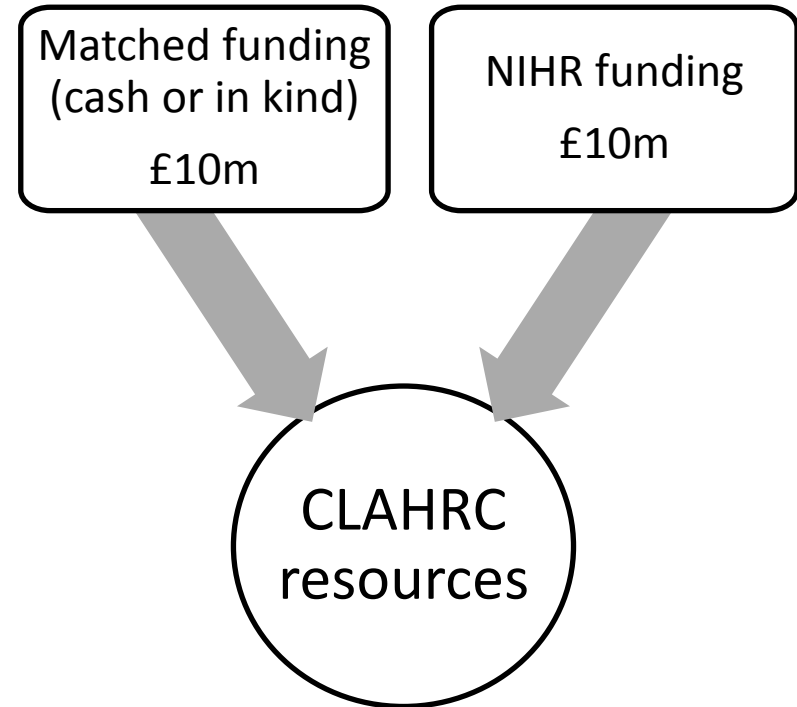 Matched funding
(cash or in kind)
£10m
NIHR funding
£10m
CLAHRC
resources